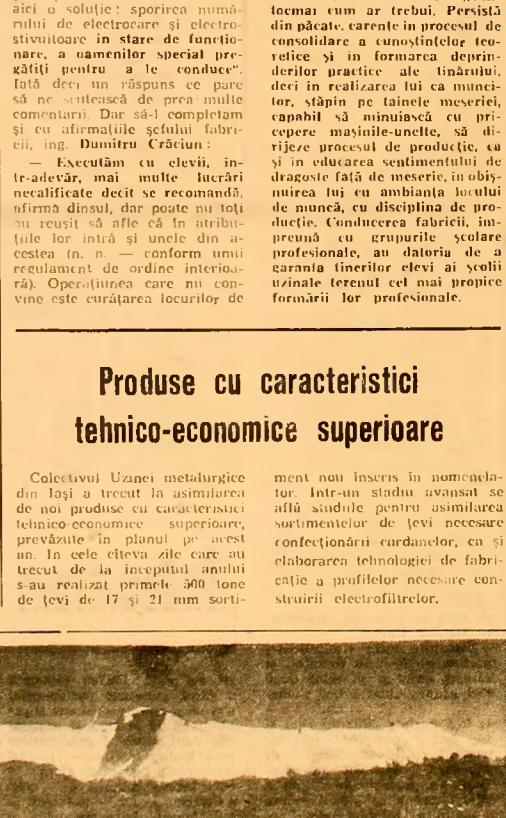 aici o soluție: sporirea numă-
rului de electrocare și electro-
stivuitoare in stare de funcțio-
nare, a oamenilor special pre-
gătiți pentru a le conduce".
Iată deci un răspuns ce pare
să ne scutească de prea multe
comentarii. Dar să-l completam
și cu afirmațiile șefului fabri-
cii, ing. Dumitru Crăciun:
— Executăm cu elevii, in-
tr-adevăr, mai multe lucrări
necalificate decit se recomandă,
afirmă dinsul, dar poate nu toți
au reușit să afle că în atribu-
țiile lor intră și unele din a-
cestea (n. n. — conform unui
regulament de ordine interioa-
ră). Operațiunea care nu con-
vine este curățarea locurilor de
tocmai cum ar trebui. Persistă
din păcate, carențe in procesul de
consolidare a cunoștințelor teo-
retice și in formarea deprin-
derilor practice ale tînărului,
deci in realizarea lui ca munci-
tor, stăpin pe tainele meseriei,
capabil să minuiască cu pri-
cepere mașinile-unelte, să di-
rijeze procesul de producție, ca
și in educarea sentimentului de
dragoste față de meserie, in obiș-
nuirea lui cu ambianța locului
de muncă, cu disciplina de pro-
ducție. Conducerea fabricii, im-
preună cu grupurile școlare
profesionale, au datoria de a
garanta tinerilor elevi ai școlii
uzinale terenul cel mai propice
formării lor profesionale.
Produse cu caracteristici
tehnico-economice superioare
Colectivul Uzinei metalurgice
din Iași a trecut la asimilarea
de noi produse cu caracteristici
tehnico-economice superioare,
prevăzute în planul pe acest
an. In cele cîteva zile care au
trecut de la începutul anului
s-au realizat primele 500 tone
de țevi de 17 și 21 mm sorti-
ment nou înscris în nomencla-
tor. Intr-un stadiu avansat se
află studiile pentru asimilarea
sortimentelor de țevi necesare
confecționării curdanelor, ca și
elaborarea tehnologiei de fabri-
cație a profilelor necesare con-
struirii electrofiltrelor.